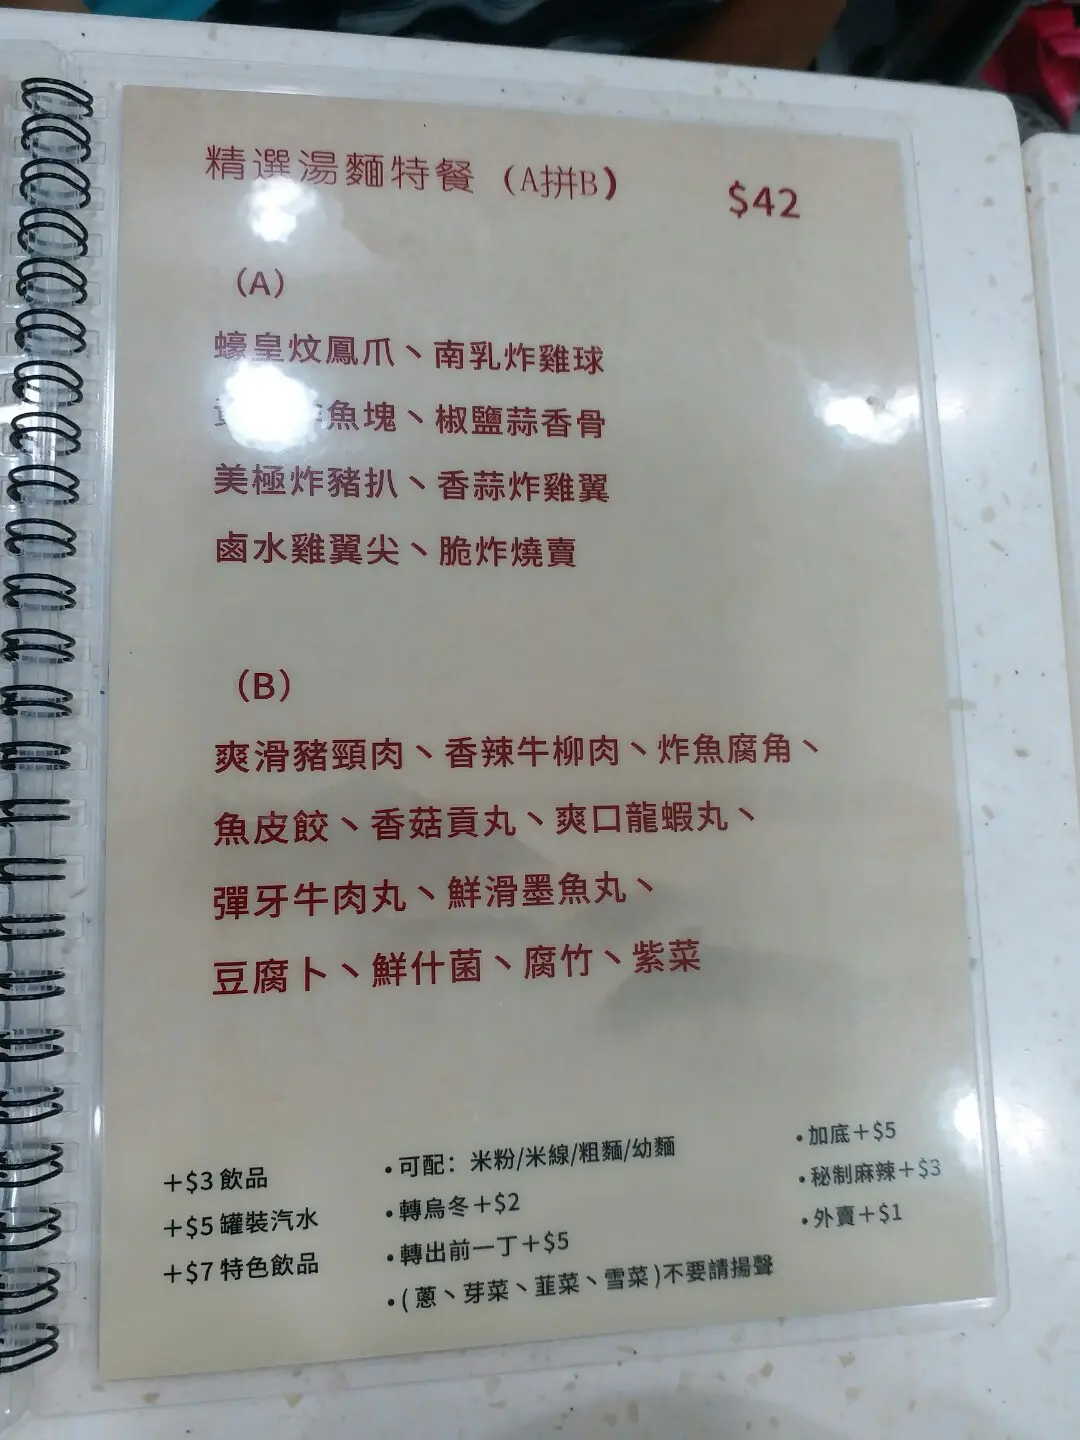 精選湯麵特餐（A拼B） $42
（A）
蠔皇炆鳳爪、南乳炸雞球
魚塊、椒鹽蒜香骨
美極炸豬扒、香蒜炸雞翼
鹵水雞翼尖、脆炸燒賣
（B）
爽滑豬頸肉、香辣牛柳肉、炸魚腐角、
魚皮餃、香菇貢丸、爽口龍蝦丸、
彈牙牛肉丸、鮮滑墨魚丸、
豆腐卜、鮮什菌、腐竹、紫菜
+$3 飲品
+$5 罐裝汽水
+$7 特色飲品
•可配：米粉/米線/粗麵/幼麵
•轉烏冬+$2
•轉出前一丁+$5
•(蔥、芽菜、韮菜、雪菜)不要請揚聲
•加底+$5
•秘制麻辣+$3
•外賣+$1